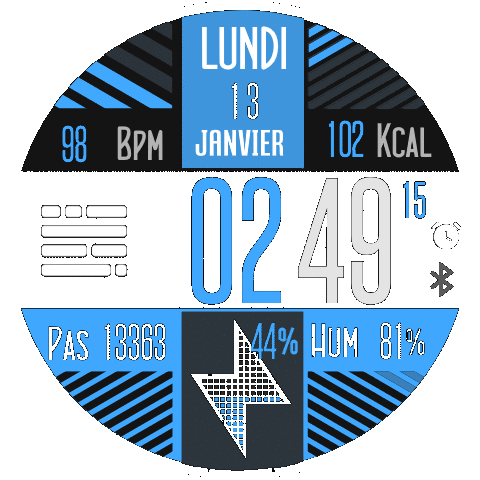 LUNDI
13
JANVIER
98 BPM
102 KCAL
02 49 15
PAS 13363
44%
HUM 81%